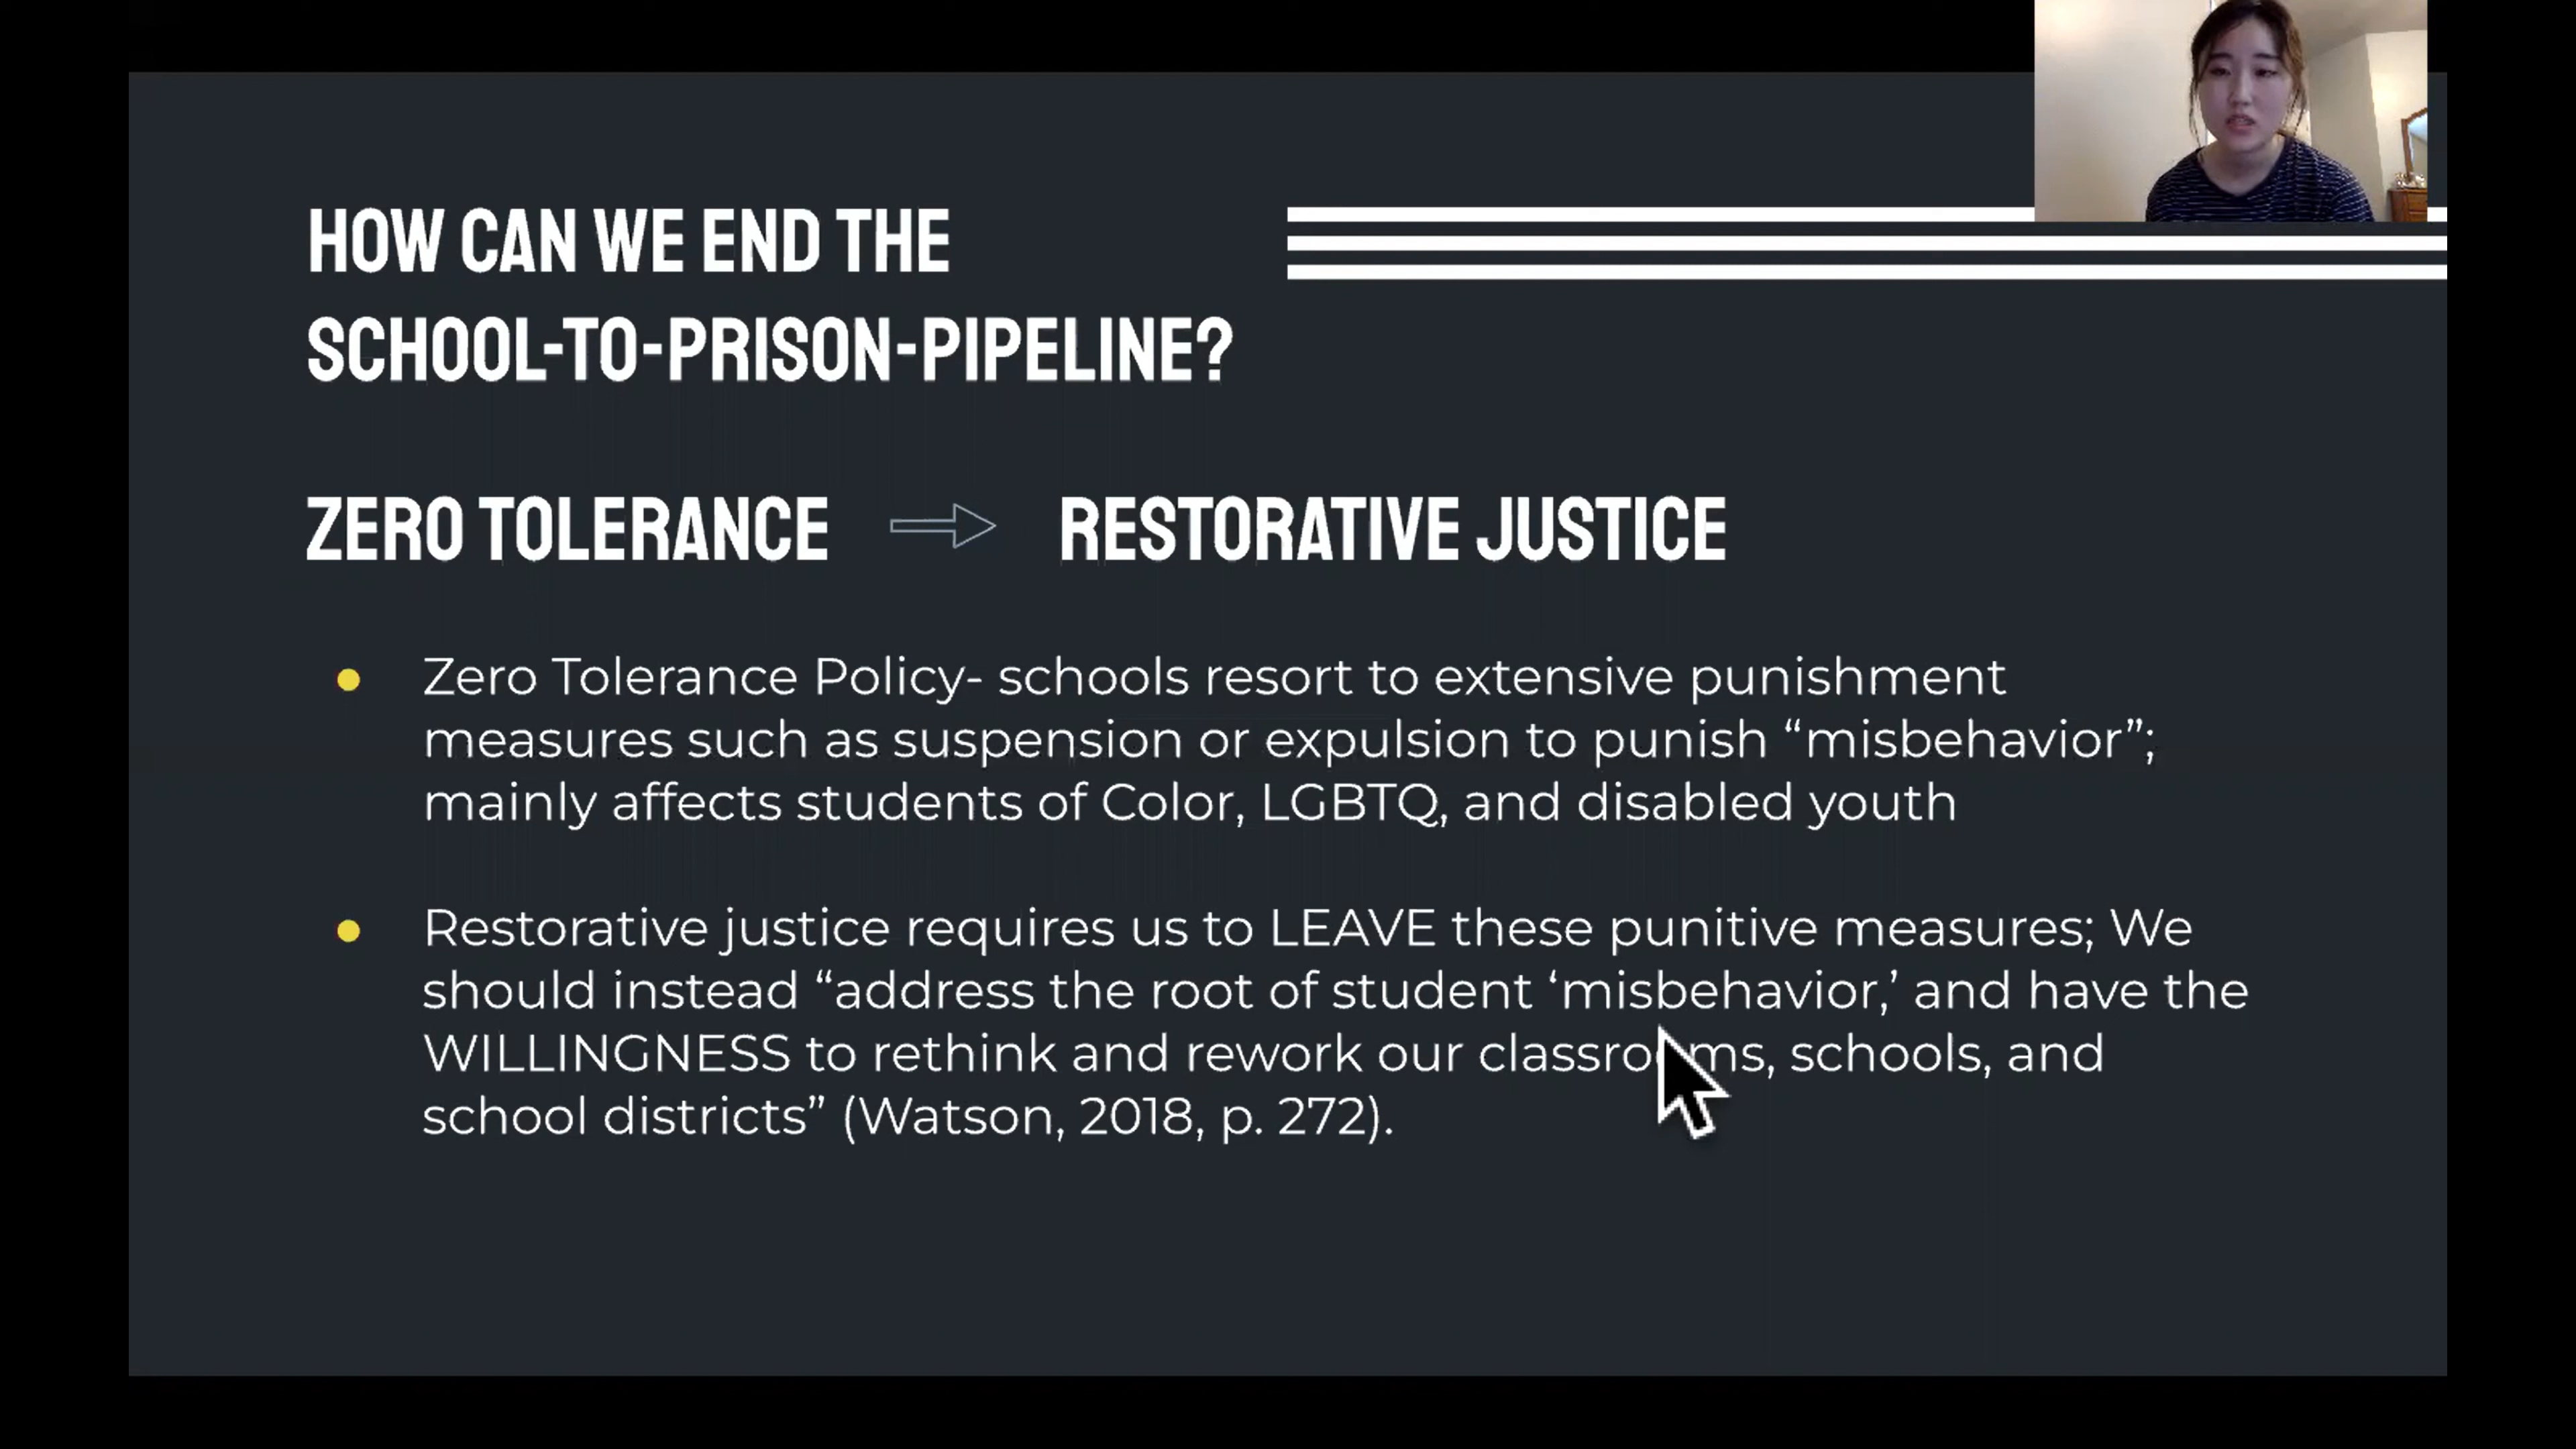 HOW CAN WE END THE
SCHOOL-TO-PRISON-PIPELINE?
ZERO TOLERANCE RESTORATIVE JUSTICE
Zero Tolerance Policy- schools resort to extensive punishment
measures such as suspension or expulsion to punish “misbehavior”;
mainly affects students of Color, LGBTQ, and disabled youth
Restorative justice requires us to LEAVE these punitive measures; We
should instead “address the root of student ‘misbehavior,’ and have the
WILLINGNESS to rethink and rework our classrooms, schools, and
school districts” (Watson, 2018, p. 272).